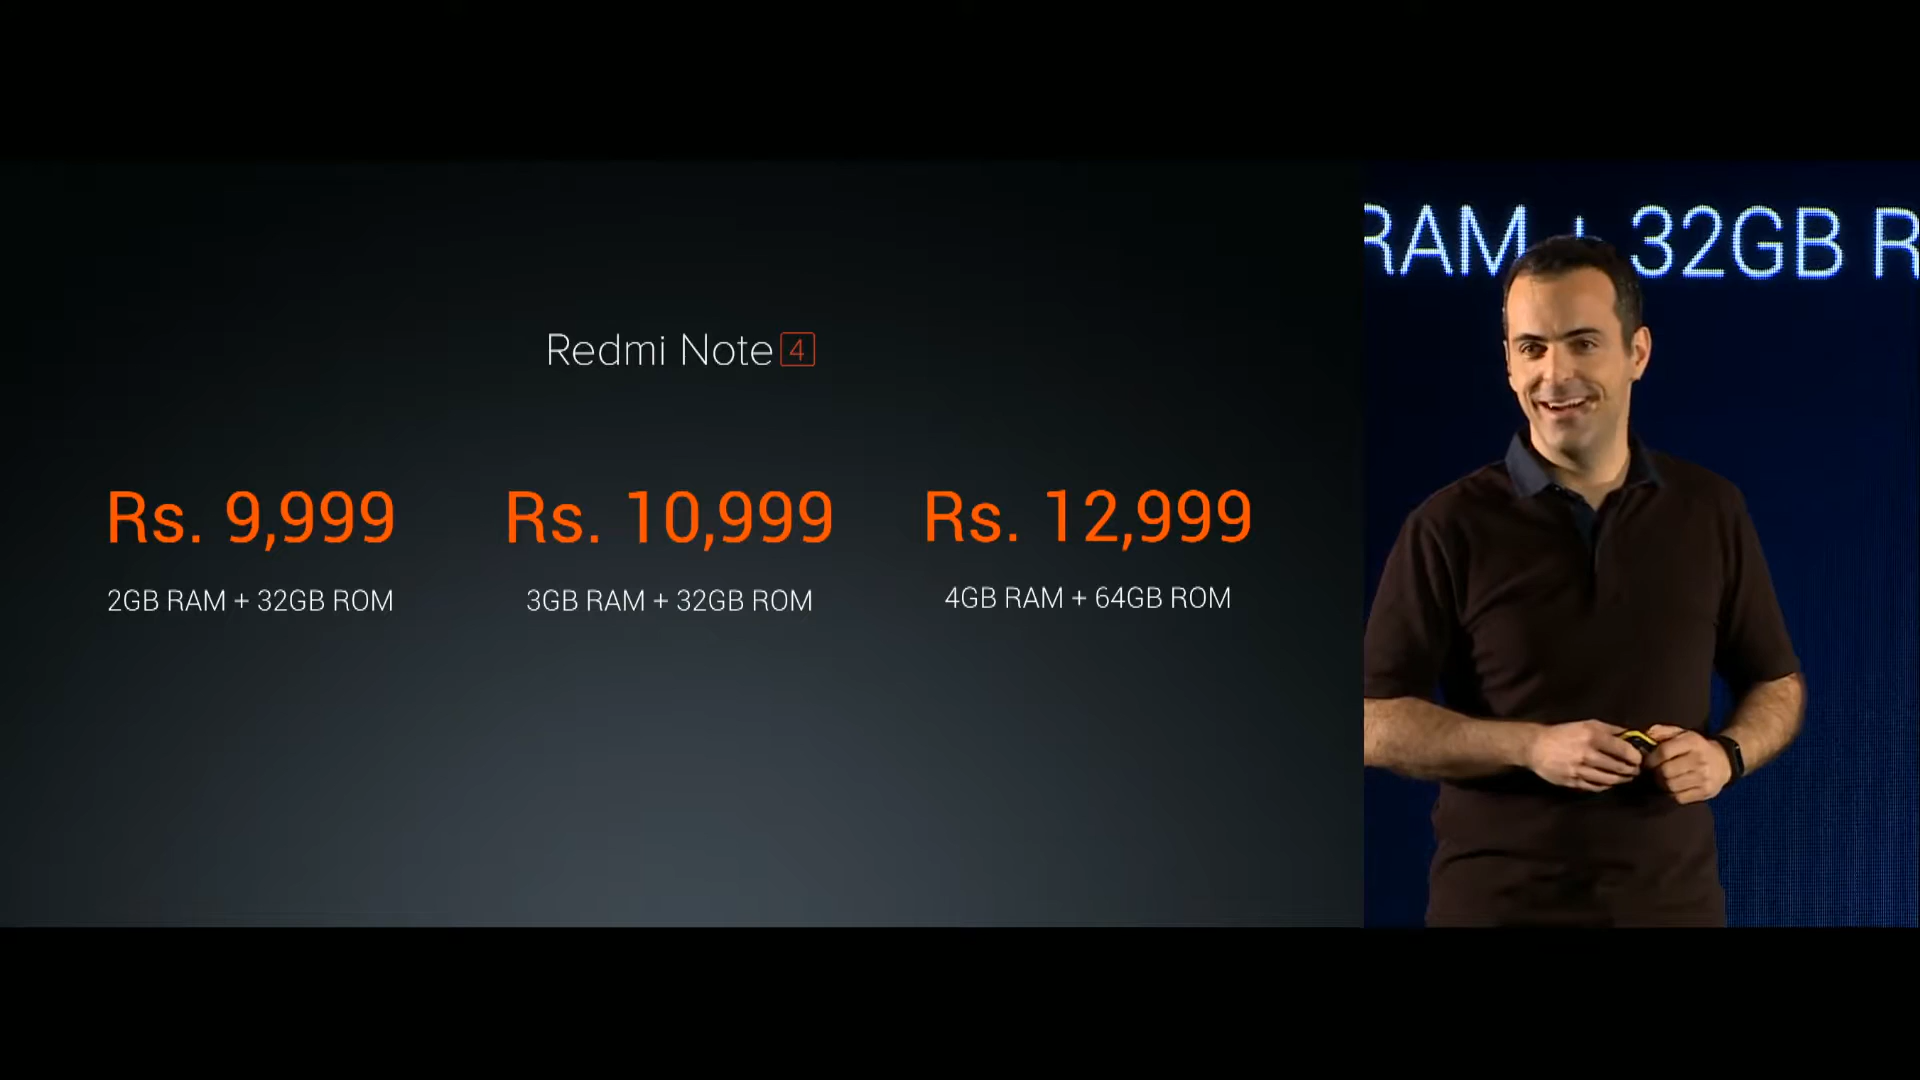 Redmi Note 4
Rs. 9,999
Rs. 10,999
Rs. 12,999
2GB RAM + 32GB ROM
3GB RAM + 32GB ROM
4GB RAM + 64GB ROM
RAM + 32GB R